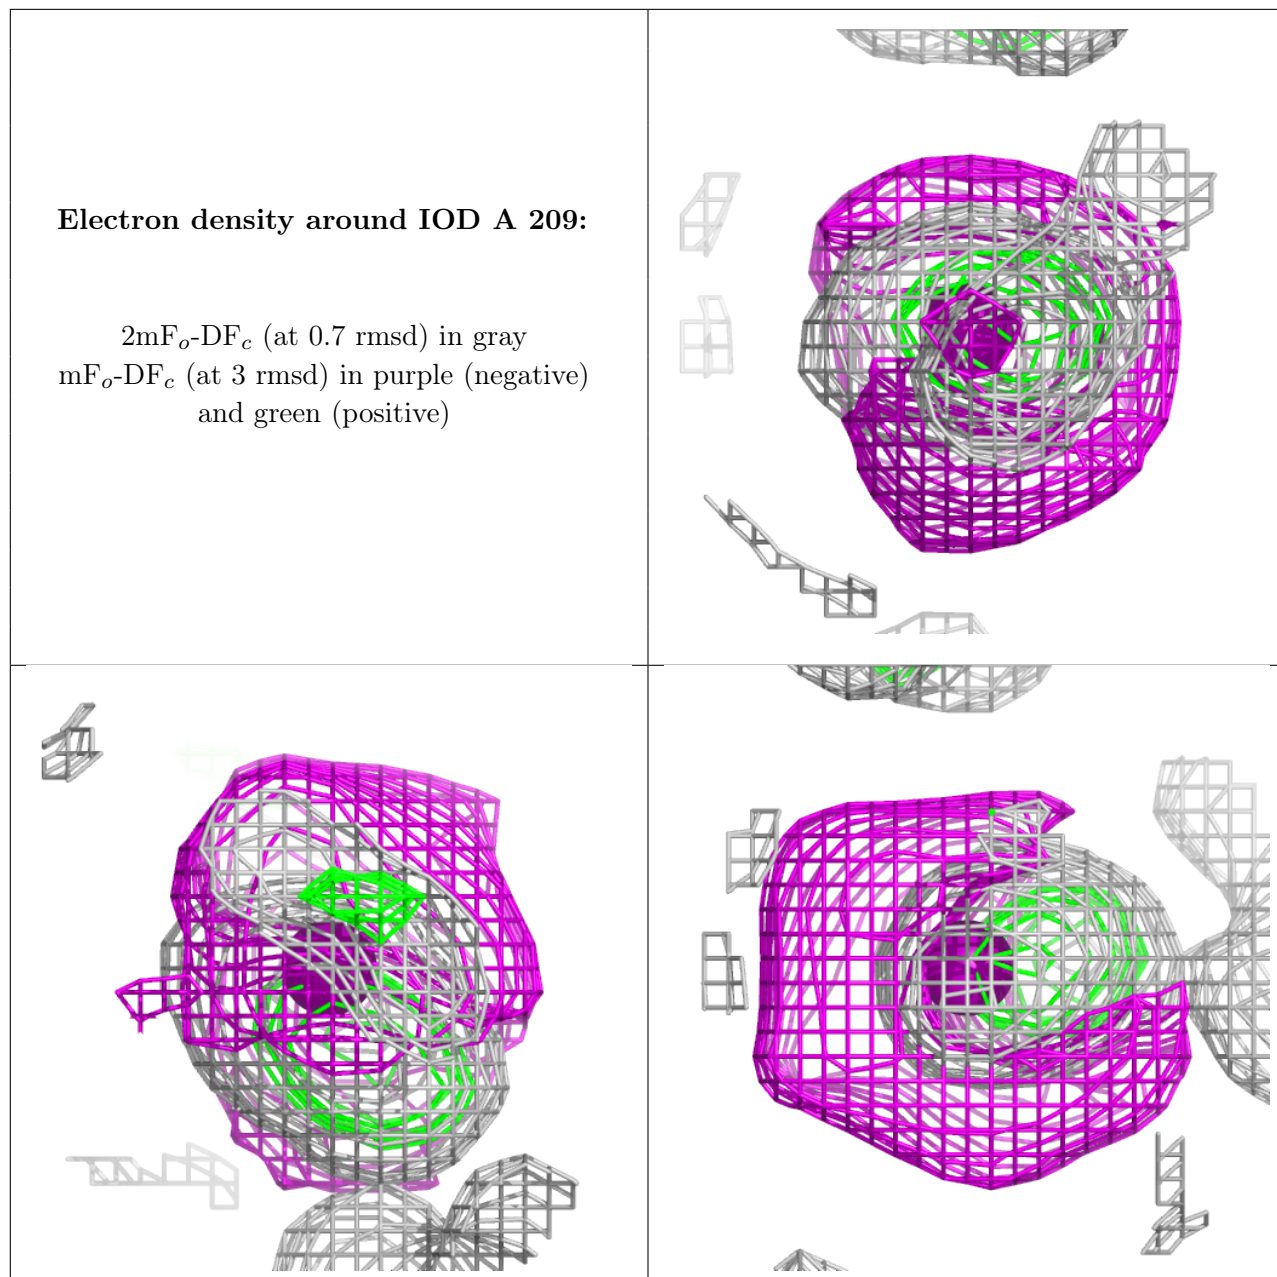 Electron density around IOD A 209:
2mFo-DFc (at 0.7 rmsd) in gray
mFo-DFc (at 3 rmsd) in purple (negative)
and green (positive)